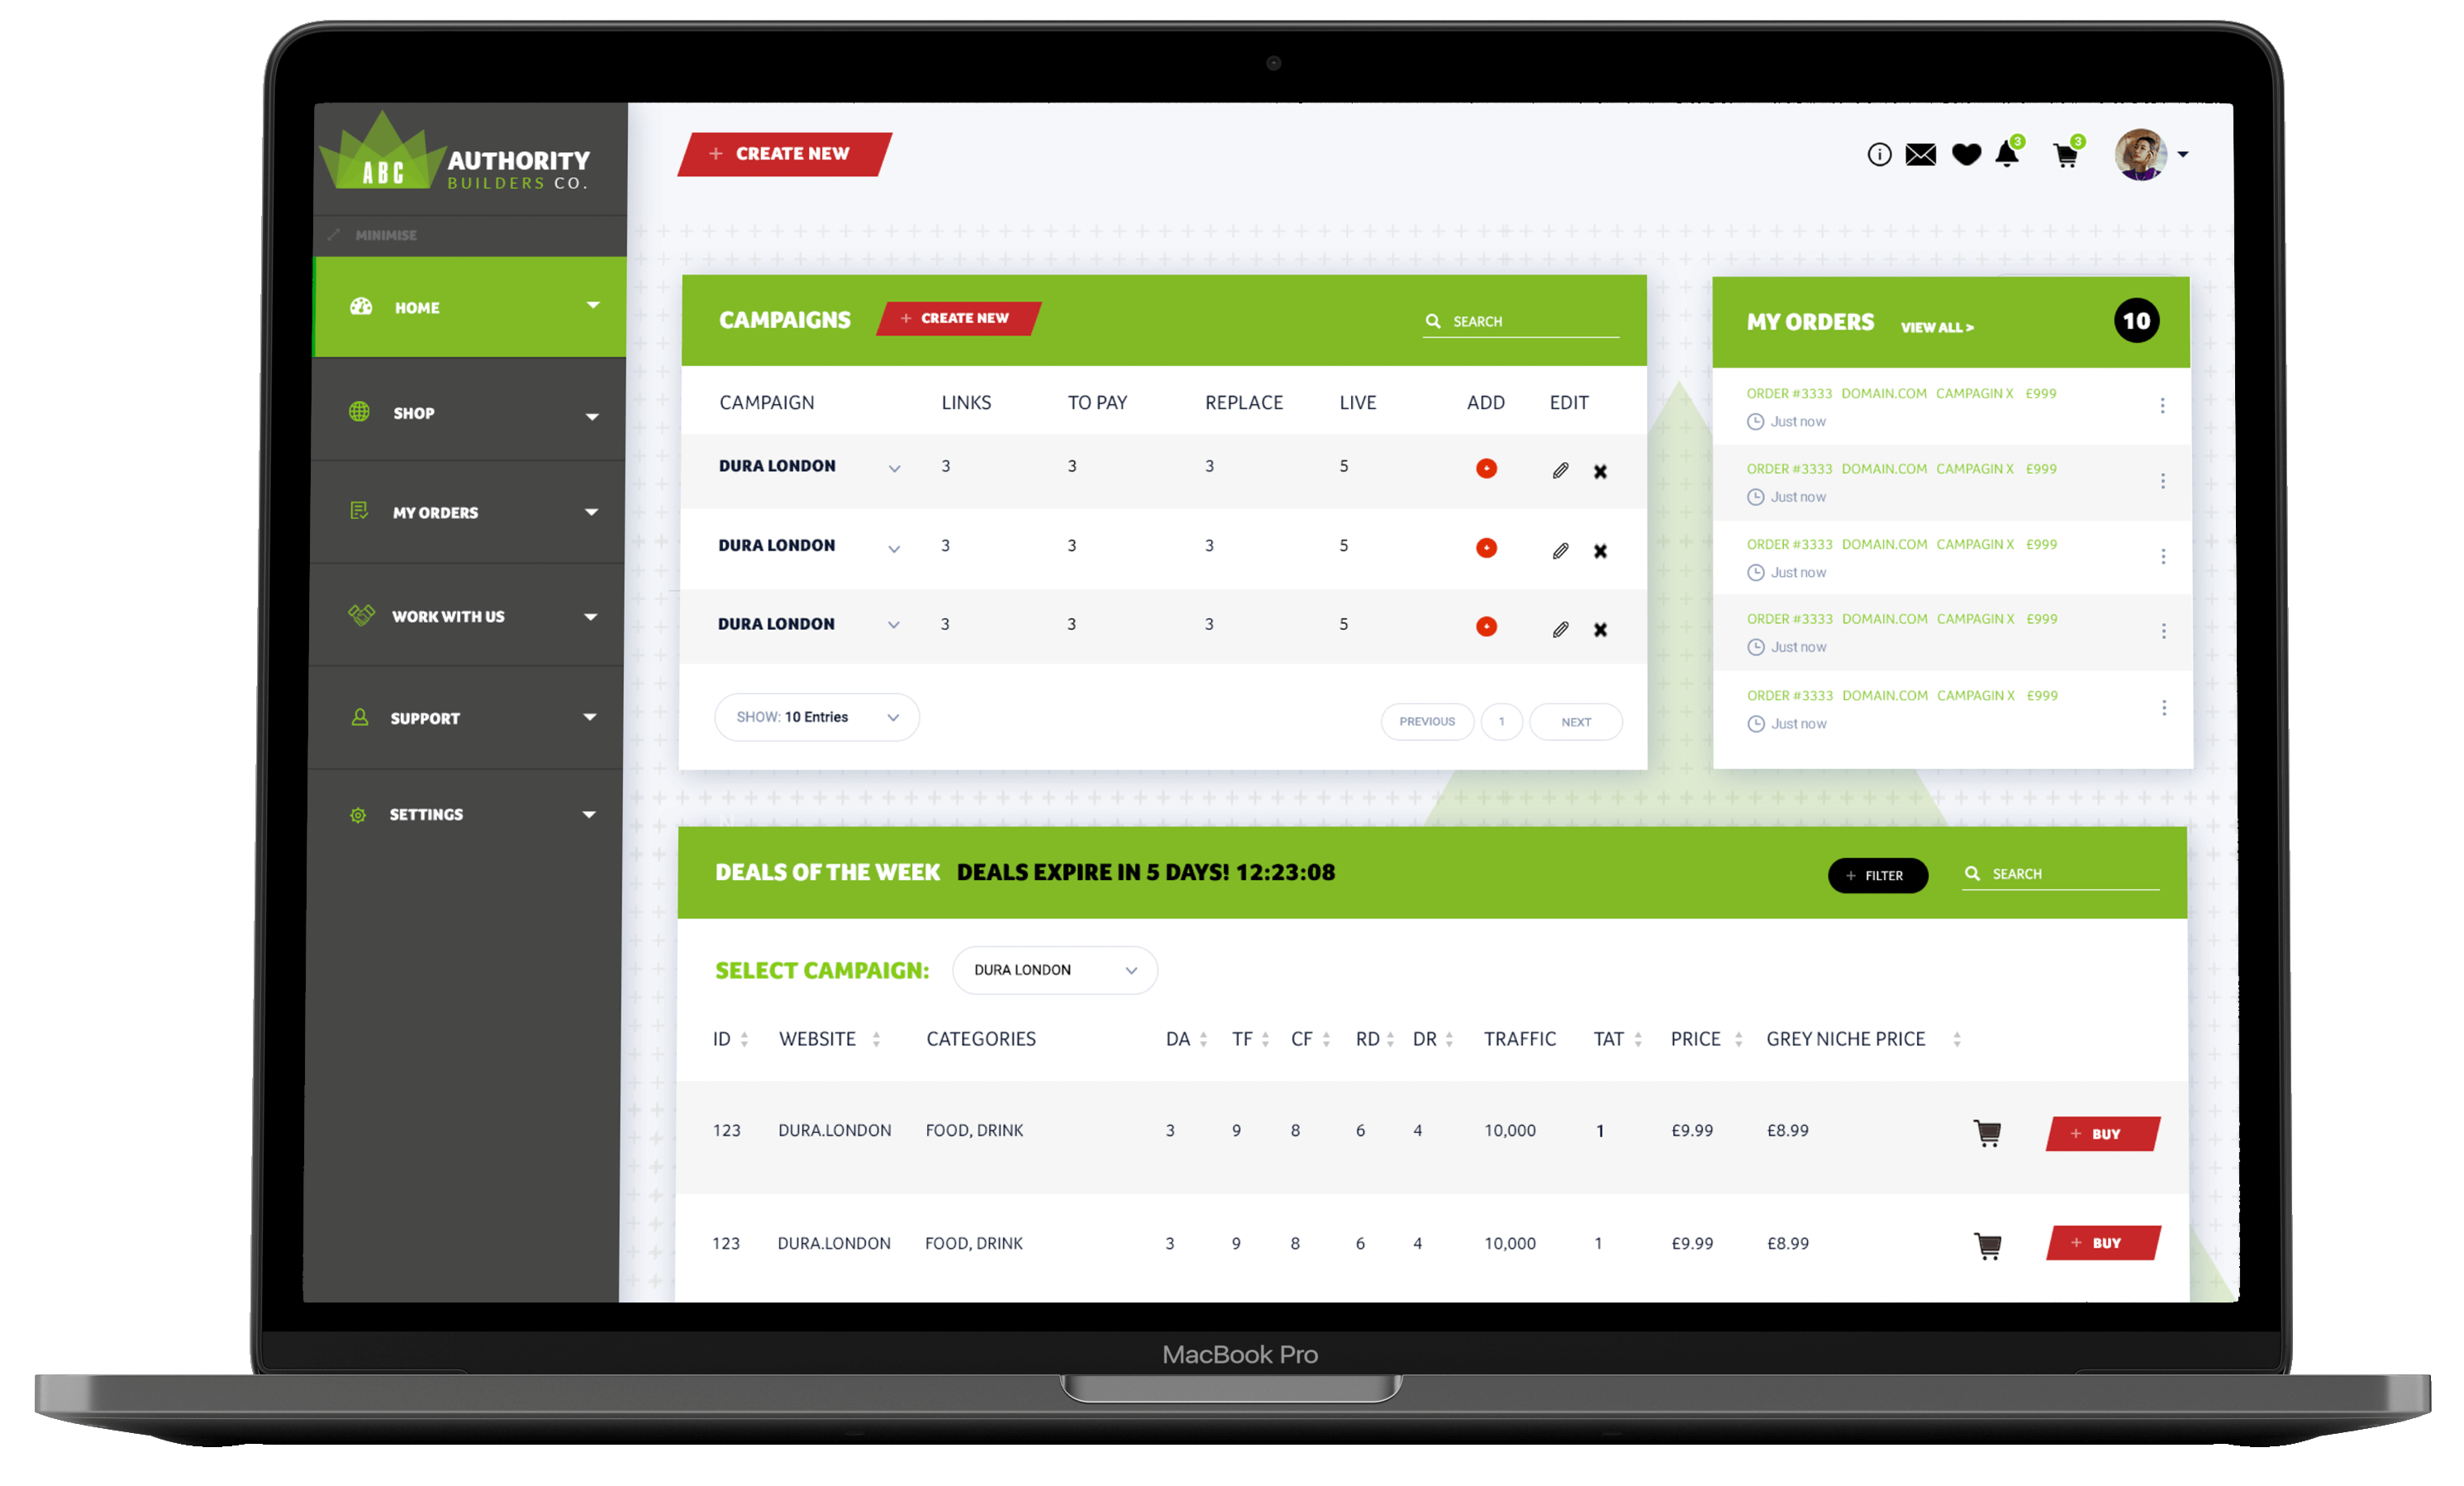 ABC
AUTHORITY
BUILDERS CO.
MINIMISE
HOME
SHOP
MY ORDERS
WORK WITH US
SUPPORT
SETTINGS
+ CREATE NEW
3
3
CAMPAIGNS + CREATE NEW SEARCH
CAMPAIGN LINKS TO PAY REPLACE LIVE ADD EDIT
DURA LONDON 3 3 3 5
DURA LONDON 3 3 3 5
DURA LONDON 3 3 3 5
SHOW: 10 Entries PREVIOUS 1 NEXT
MY ORDERS VIEW ALL > 10
ORDER #3333 DOMAIN.COM CAMPAGIN X £999
Just now
ORDER #3333 DOMAIN.COM CAMPAGIN X £999
Just now
ORDER #3333 DOMAIN.COM CAMPAGIN X £999
Just now
ORDER #3333 DOMAIN.COM CAMPAGIN X £999
Just now
ORDER #3333 DOMAIN.COM CAMPAGIN X £999
Just now
DEALS OF THE WEEK DEALS EXPIRE IN 5 DAYS! 12:23:08 + FILTER SEARCH
SELECT CAMPAIGN: DURA LONDON
ID WEBSITE CATEGORIES DA TF CF RD DR TRAFFIC TAT PRICE GREY NICHE PRICE
123 DURA.LONDON FOOD, DRINK 3 9 8 6 4 10,000 1 £9.99 £8.99 + BUY
123 DURA.LONDON FOOD, DRINK 3 9 8 6 4 10,000 1 £9.99 £8.99 + BUY
MacBook Pro